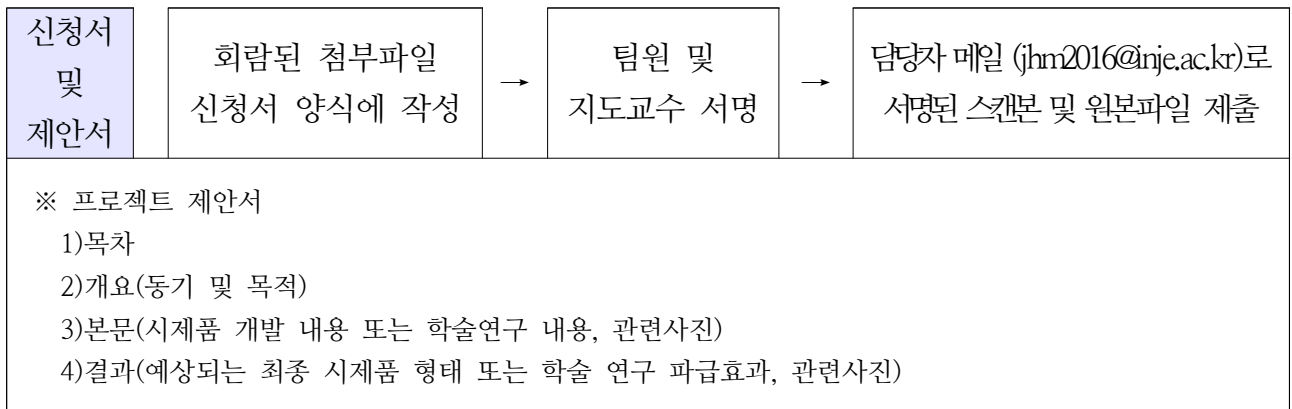 신청서
및
제안서
회람된 첨부파일
신청서 양식에 작성
→
팀원 및
지도교수 서명
→
담당자 메일 (jhm2016@inje.ac.kr)로
서명된 스캔본 및 원본파일 제출
※ 프로젝트 제안서
1)목차
2)개요(동기 및 목적)
3)본문(시제품 개발 내용 또는 학술연구 내용, 관련사진)
4)결과(예상되는 최종 시제품 형태 또는 학술 연구 파급효과, 관련사진)